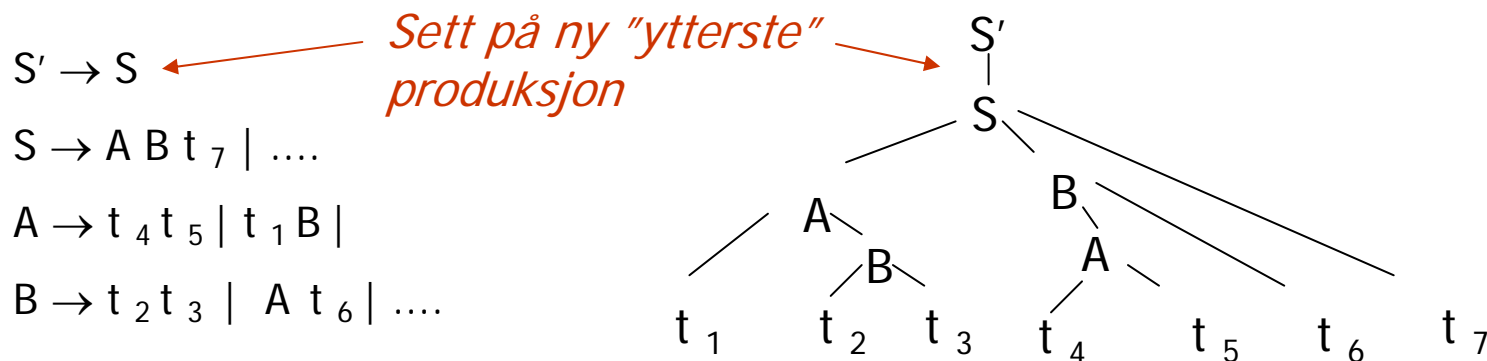 Sett på ny "ytterste"
produksjon
S' → S
S → A B t 7 | ....
A → t 4 t 5 | t 1 B |
B → t 2 t 3 | A t 6 | ....
S'
S
A B
B A
t 1 t 2 t 3 t 4 t 5 t 6 t 7